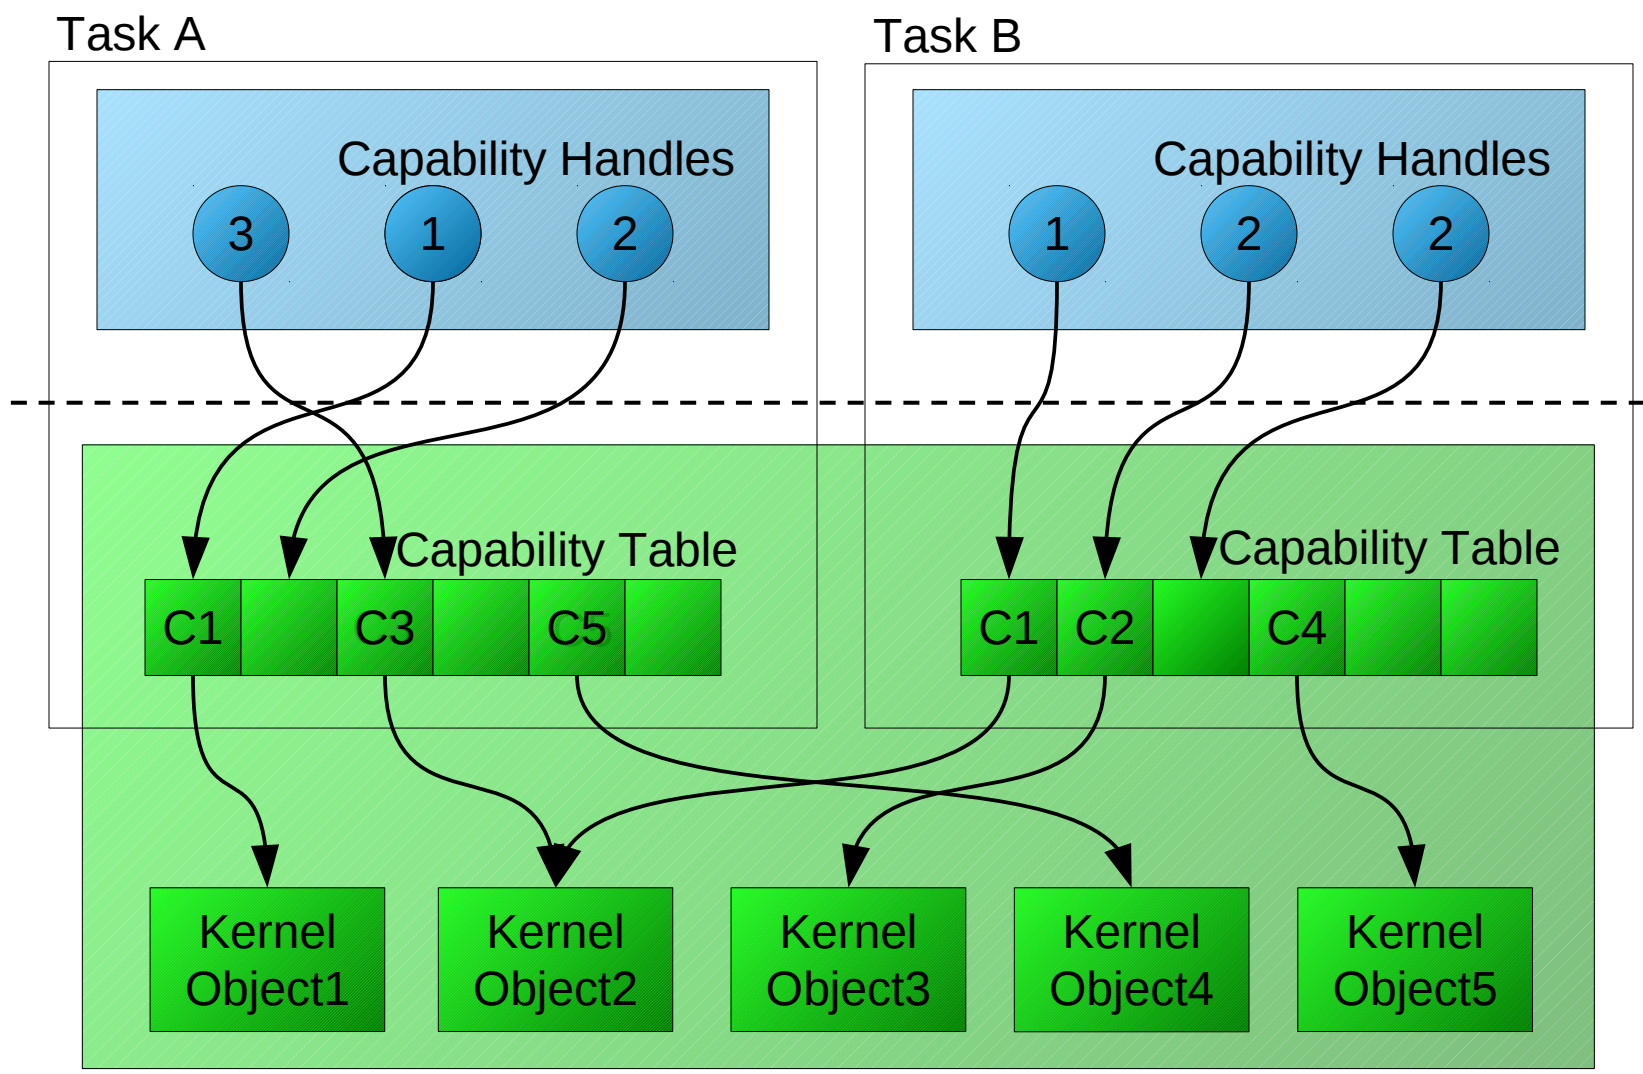 Task A
Task B
Capability Handles
Capability Handles
3 1 2
1 2 2
Capability Table
Capability Table
C1 C3 C5
C1 C2 C4
Kernel
Object1
Kernel
Object2
Kernel
Object3
Kernel
Object4
Kernel
Object5